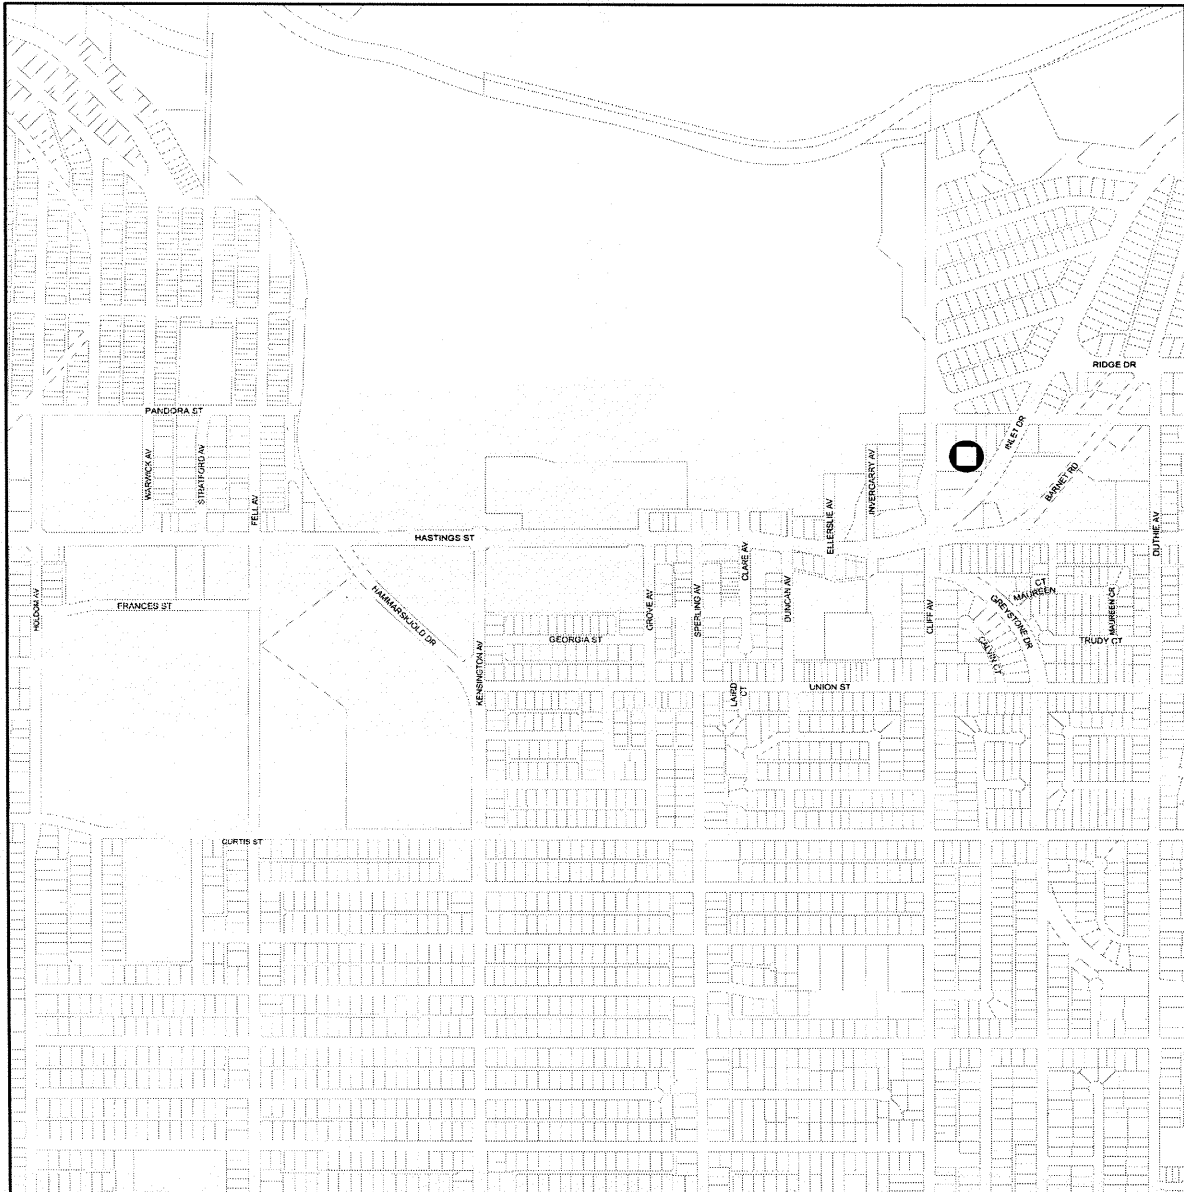 RIDGE DR
PANDORA ST
INLET DR
WARWICK AV
STRATFORD AV
FELL AV
INVERGARRY AV
BARNET RD
ELLERSLIE AV
DUTHIE AV
HASTINGS ST
CLARE AV
DUNCAN AV
CLIFF AV
HOLDOM AV
FRANCES ST
HAMMARSKJOLD DR
GROVE AV
SPERLING AV
CT
MAUREEN
MAUREEN CR
GREYSTONE DR
GEORGIA ST
TRUDY CT
CALVIN CT
KENSINGTON AV
LAIRD
CT
UNION ST
CURTIS ST